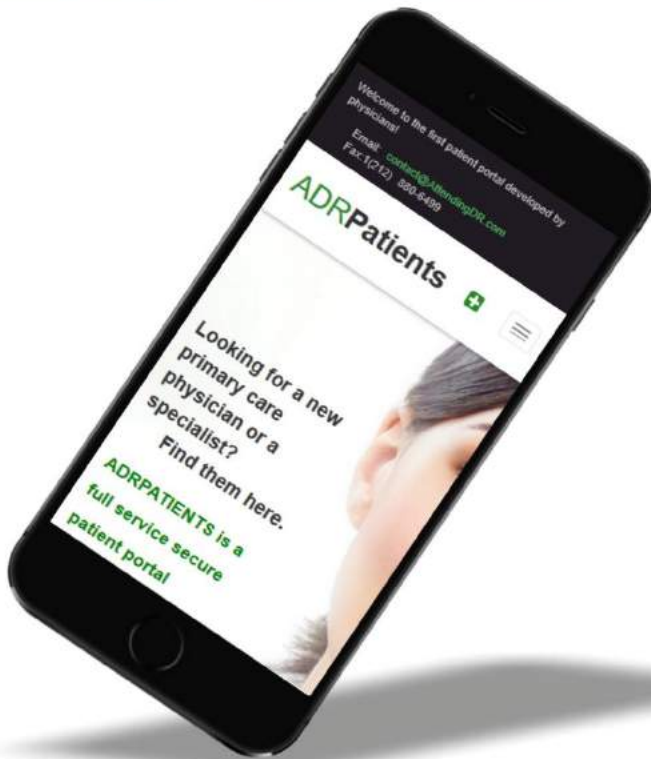 Welcome to the first patient portal developed by
physicians!
Email: contact@AttendingDR.com
Fax:1(212) 880-6499
ADRPatients
Looking for a new
primary care
physician or a
specialist?
Find them here.
ADRPATIENTS is a
full service secure
patient portal